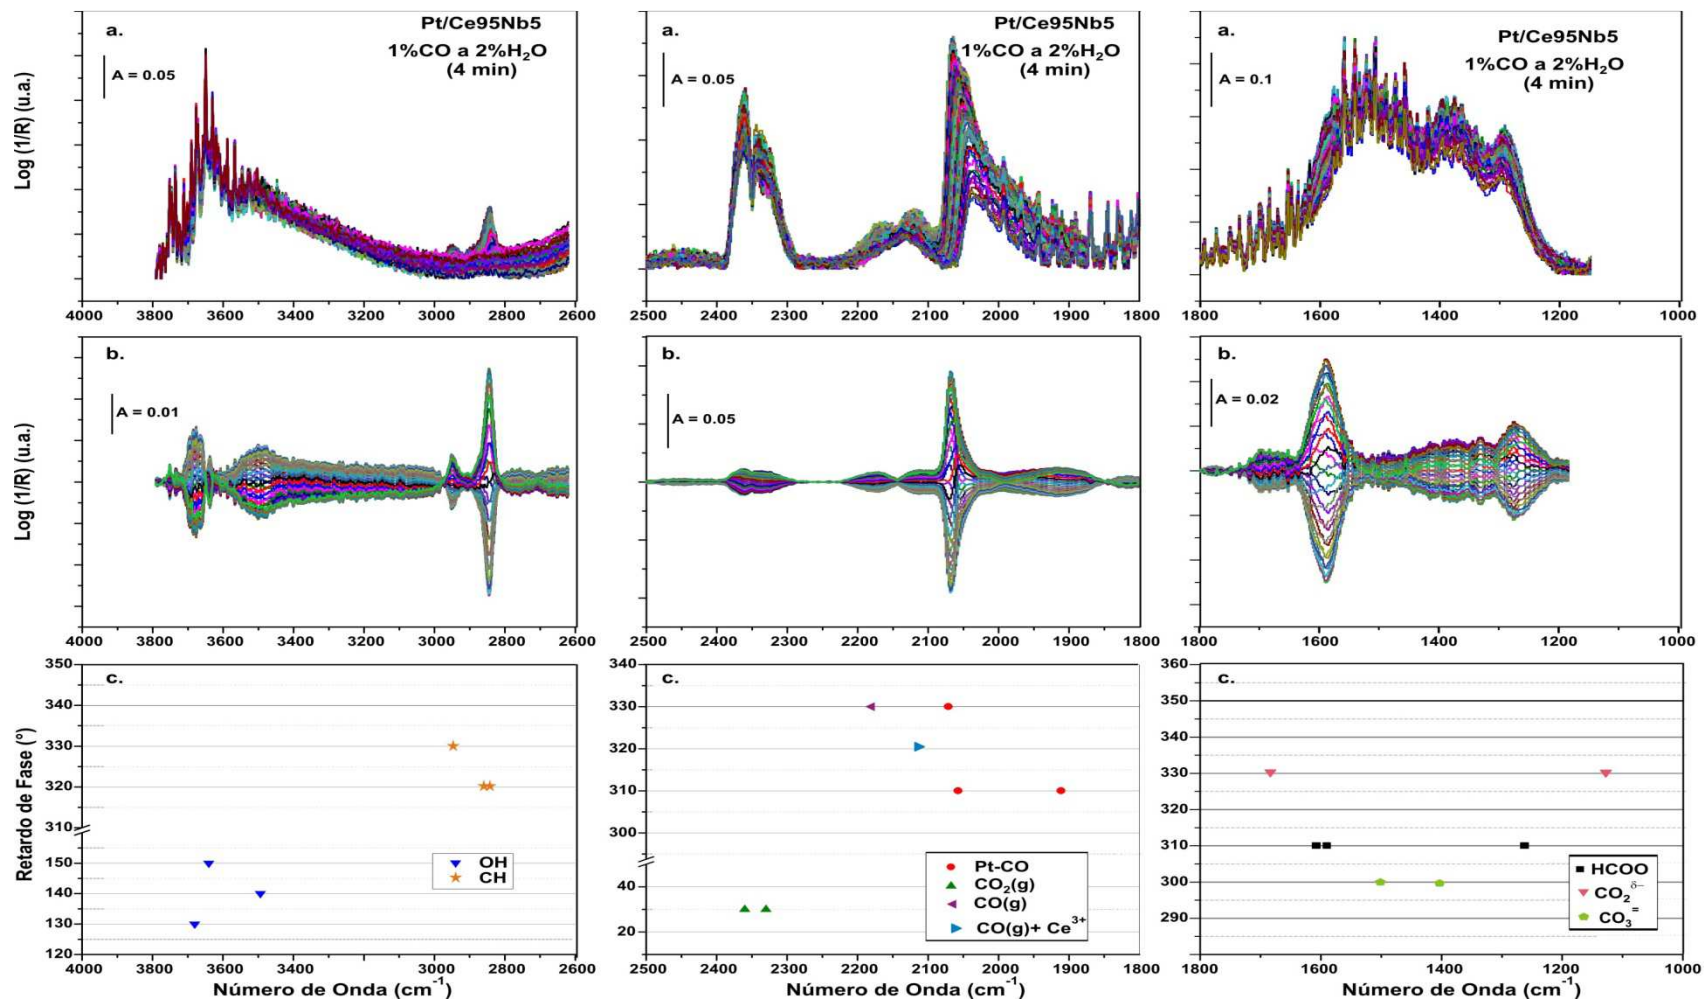 a.
Pt/Ce95Nb5
1%CO a 2%H₂O
(4 min)
A = 0.05
Log (1/R) (u.a.)
4000 3800 3600 3400 3200 3000 2800 2600
a.
Pt/Ce95Nb5
1%CO a 2%H₂O
(4 min)
A = 0.05
2500 2400 2300 2200 2100 2000 1900 1800
a.
Pt/Ce95Nb5
1%CO a 2%H₂O
(4 min)
A = 0.1
1800 1600 1400 1200 1000
b.
A = 0.01
Log (1/R) (u.a.)
4000 3800 3600 3400 3200 3000 2800 2600
b.
A = 0.05
2500 2400 2300 2200 2100 2000 1900 1800
b.
A = 0.02
1800 1600 1400 1200 1000
c.
350
340
330
320
310
150
140
130
120
Retardo de Fase (°)
OH
CH
4000 3800 3600 3400 3200 3000 2800 2600
Número de Onda (cm⁻¹)
c.
340
330
320
310
300
40
20
Pt-CO
CO₂(g)
CO(g)
CO(g)+ Ce³⁺
2500 2400 2300 2200 2100 2000 1900 1800
Número de Onda (cm⁻¹)
c.
360
350
340
330
320
310
300
290
HCOO
CO₂^δ−
CO₃⁼
1800 1600 1400 1200 1000
Número de Onda (cm⁻¹)